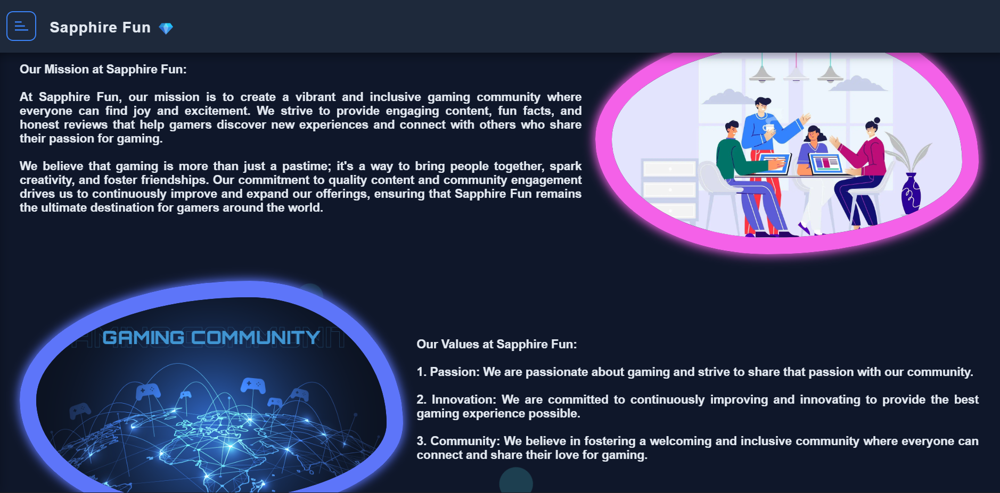 Sapphire Fun
Our Mission at Sapphire Fun:
At Sapphire Fun, our mission is to create a vibrant and inclusive gaming community where
everyone can find joy and excitement. We strive to provide engaging content, fun facts, and
honest reviews that help gamers discover new experiences and connect with others who share
their passion for gaming.
We believe that gaming is more than just a pastime; it's a way to bring people together, spark
creativity, and foster friendships. Our commitment to quality content and community engagement
drives us to continuously improve and expand our offerings, ensuring that Sapphire Fun remains
the ultimate destination for gamers around the world.
GAMING COMMUNITY
Our Values at Sapphire Fun:
1. Passion: We are passionate about gaming and strive to share that passion with our community.
2. Innovation: We are committed to continuously improving and innovating to provide the best
gaming experience possible.
3. Community: We believe in fostering a welcoming and inclusive community where everyone can
connect and share their love for gaming.